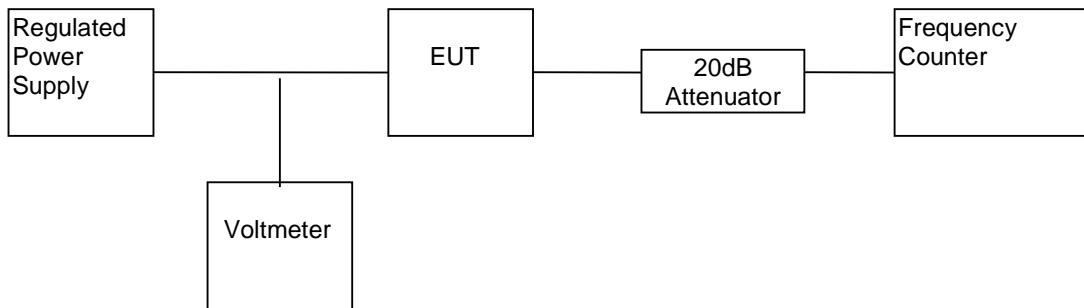 Regulated
Power
Supply
EUT
20dB
Attenuator
Frequency
Counter
Voltmeter